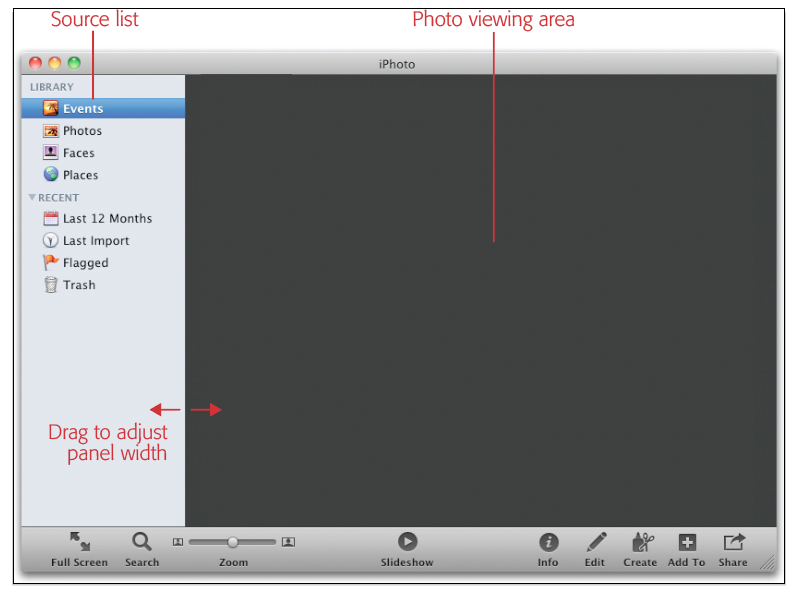 Source list
Photo viewing area
iPhoto
LIBRARY
Events
Photos
Faces
Places
RECENT
Last 12 Months
Last Import
Flagged
Trash
Drag to adjust
panel width
Full Screen
Search
Zoom
Slideshow
Info
Edit
Create
Add To
Share